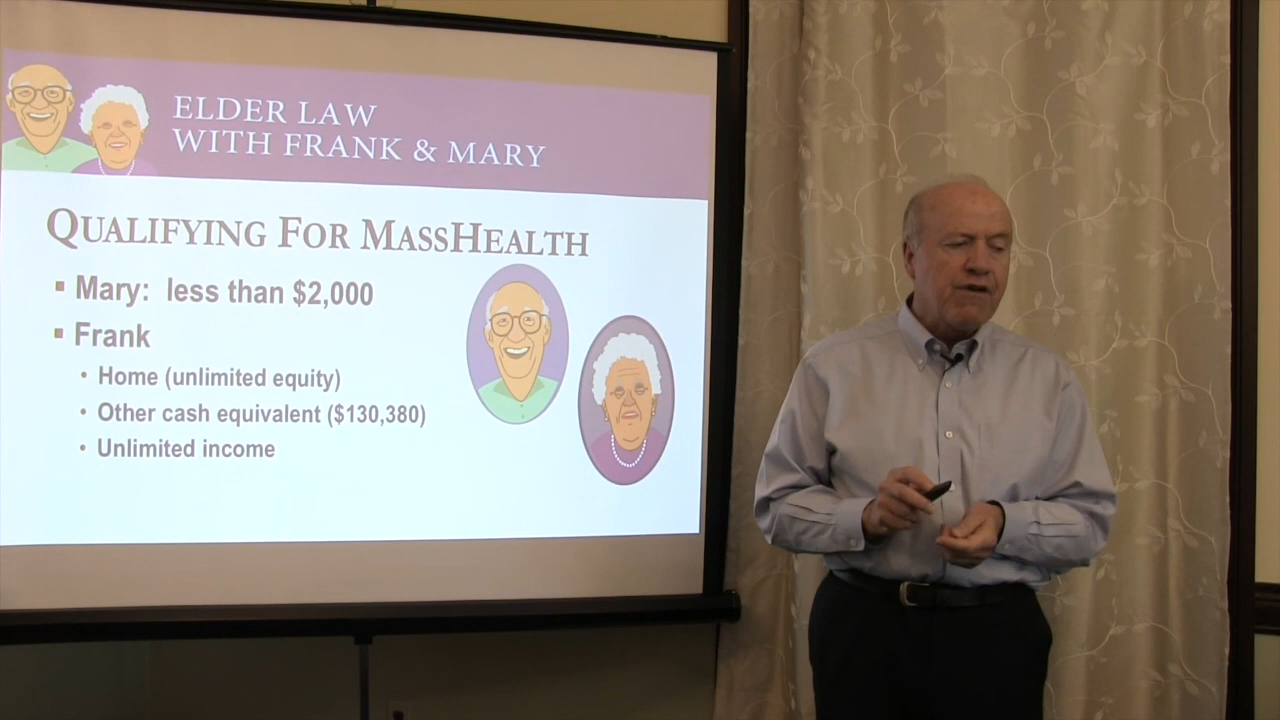 ELDER LAW
WITH FRANK & MARY
QUALIFYING FOR MASSHEALTH
▪ Mary: less than $2,000
▪ Frank
• Home (unlimited equity)
• Other cash equivalent ($130,380)
• Unlimited income